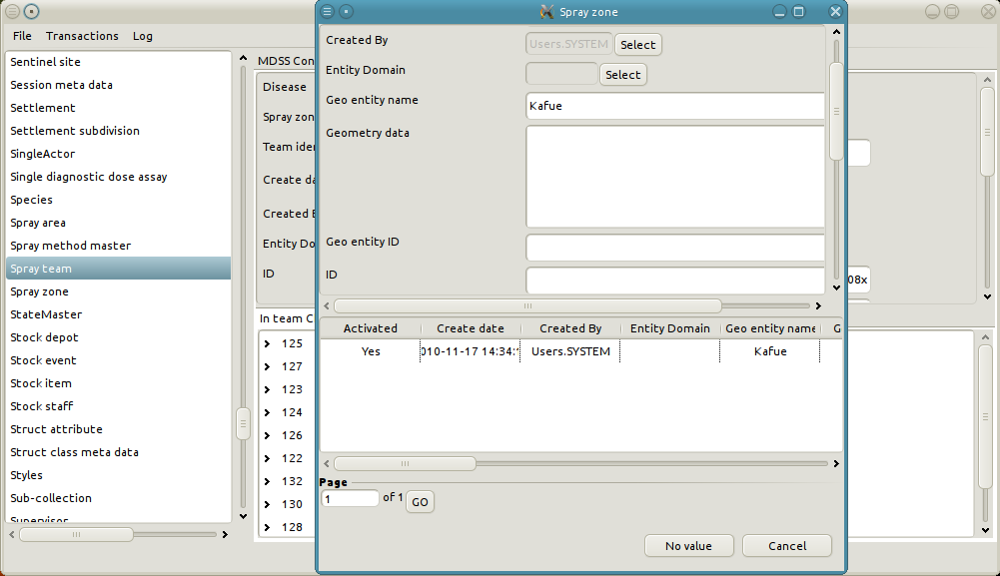 Spray zone
File Transactions Log
Sentinel site
Session meta data
Settlement
Settlement subdivision
SingleActor
Single diagnostic dose assay
Species
Spray area
Spray method master
Spray team
Spray zone
StateMaster
Stock depot
Stock event
Stock item
Stock staff
Struct attribute
Struct class meta data
Styles
Sub-collection
Supervisor
MDSS Con
Disease
Spray zon
Team iden
Create da
Created B
Entity Do
ID
08x
In team C
125
127
123
124
126
122
132
130
128
Created By Users.SYSTEM Select
Entity Domain Select
Geo entity name Kafue
Geometry data
Geo entity ID
ID
Activated Create date Created By Entity Domain Geo entity name G
Yes 010-11-17 14:34:1 Users.SYSTEM Kafue
Page
1 of 1 GO
No value Cancel